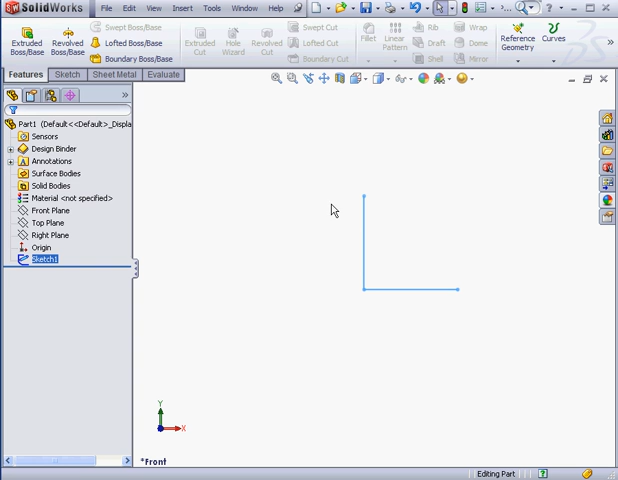 SolidWorks File Edit View Insert Tools Window Help
Extruded Boss/Base
Revolved Boss/Base
Swept Boss/Base
Lofted Boss/Base
Boundary Boss/Base
Extruded Cut
Hole Wizard
Revolved Cut
Swept Cut
Lofted Cut
Boundary Cut
Fillet
Linear Pattern
Rib
Draft
Shell
Wrap
Dome
Mirror
Reference Geometry
Curves
Features Sketch Sheet Metal Evaluate
Part1 (Default<<Default>_Displa
Sensors
Design Binder
Annotations
Surface Bodies
Solid Bodies
Material <not specified>
Front Plane
Top Plane
Right Plane
Origin
Sketch1
Y
X
*Front
Editing Part